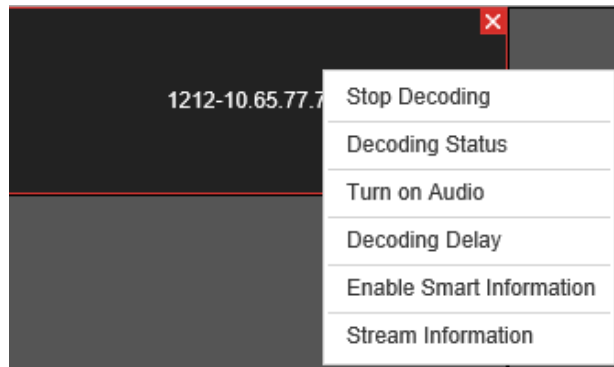 1212-10.65.77.7
Stop Decoding
Decoding Status
Turn on Audio
Decoding Delay
Enable Smart Information
Stream Information